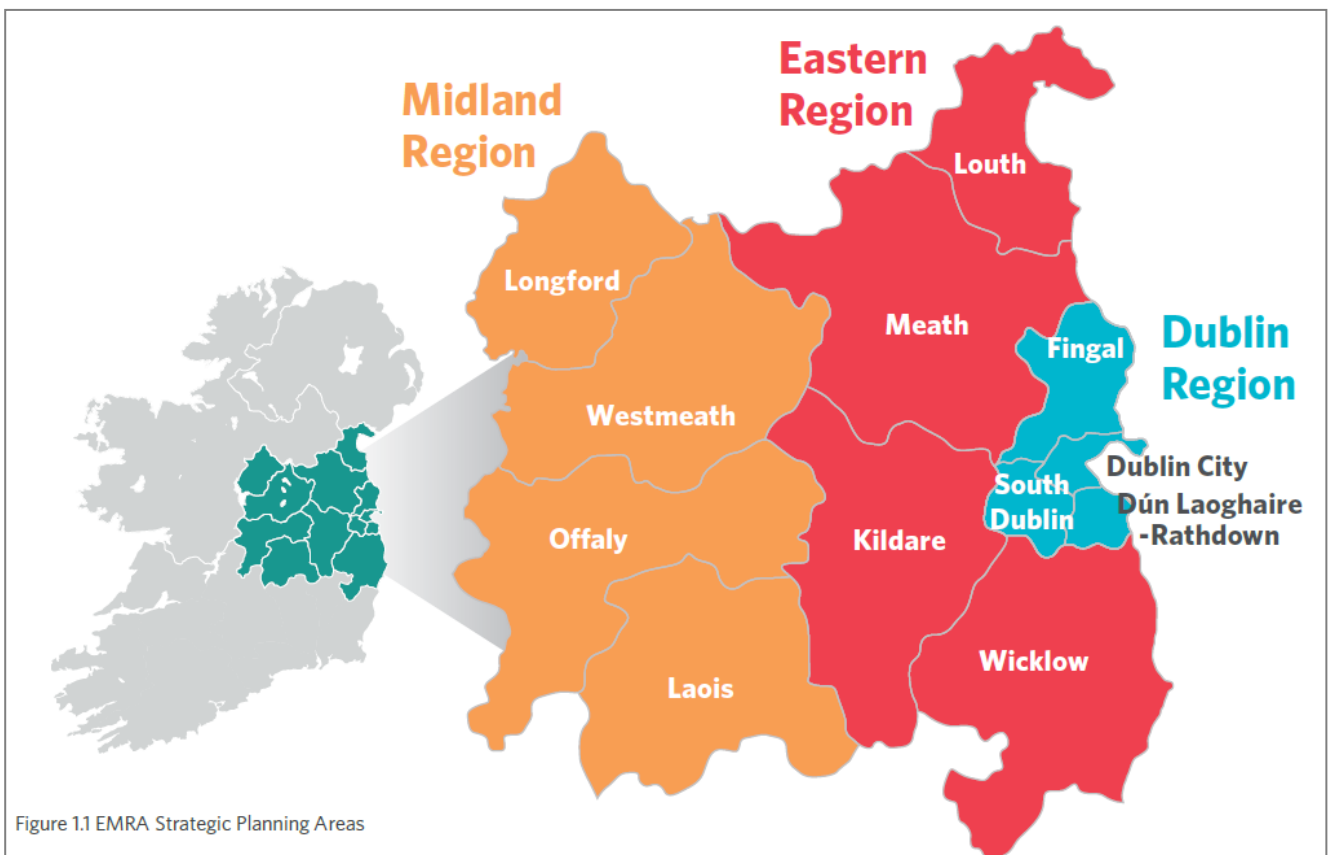 Midland
Region
Eastern
Region
Louth
Longford
Meath
Fingal
Dublin
Region
Westmeath
Dublin City
South
Dublin
Dún Laoghaire
-Rathdown
Offaly
Kildare
Wicklow
Laois
Figure 1.1 EMRA Strategic Planning Areas